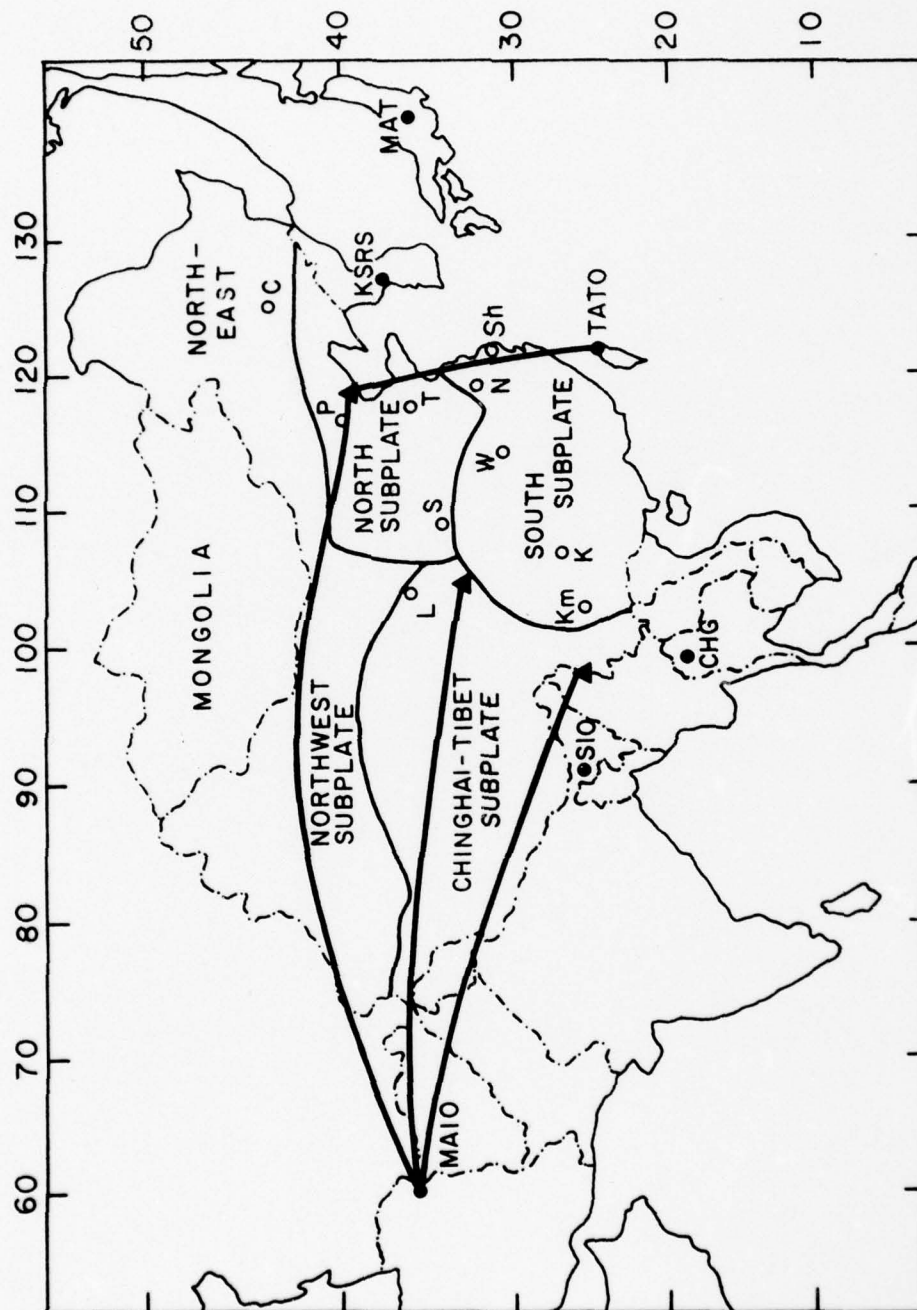 60 70 80 90 100 110 120 130
50
40
30
20
10
MONGOLIA
NORTH-
EAST
C
NORTHWEST
SUBPLATE
NORTH
SUBPLATE
P
T
S
L
KSRS
MAT
MAIO
CHINGHAI-TIBET
SUBPLATE
SOUTH
SUBPLATE
W
N
Sh
Km
K
TATO
SIO
CHG